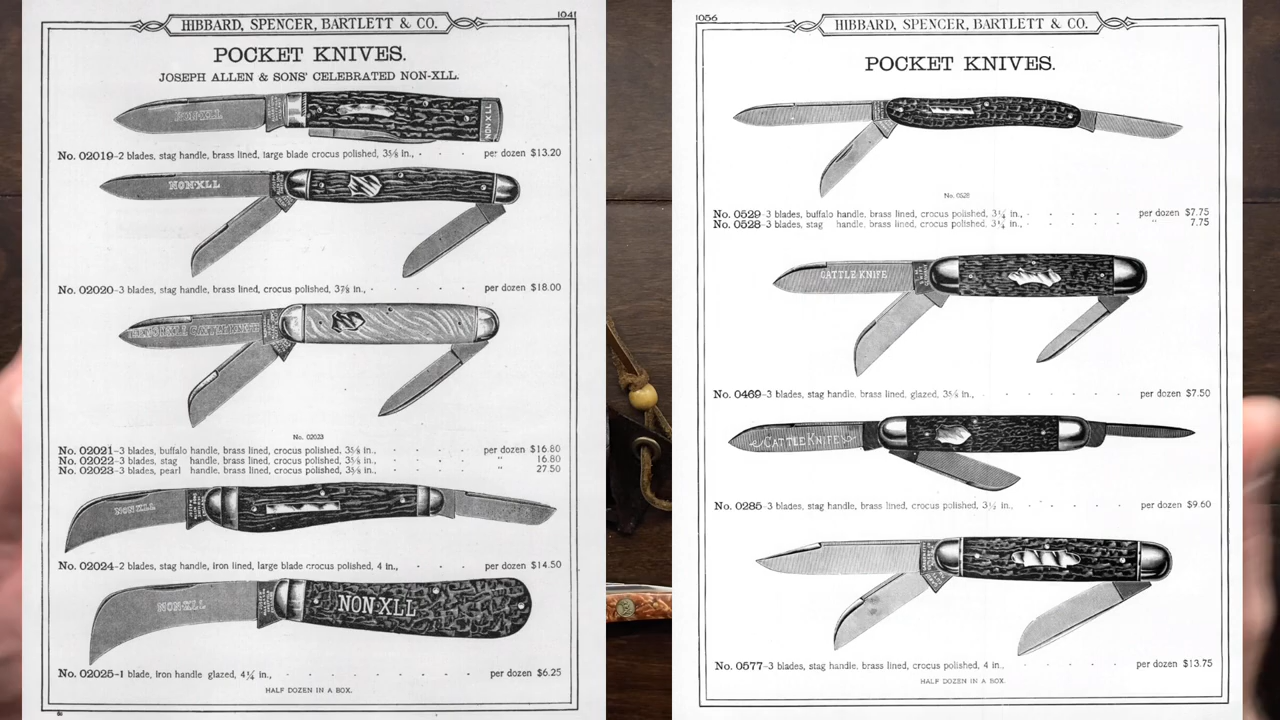 1041
HIBBARD, SPENCER, BARTLETT & CO.
POCKET KNIVES.
JOSEPH ALLEN & SONS' CELEBRATED NON-XLL.
NON-XLL
NON XLL
No. 02019-2 blades, stag handle, brass lined, large blade crocus polished, 3⅝ in., per dozen $13.20
NON-XLL
No. 02020-3 blades, stag handle, brass lined, crocus polished, 3⅞ in., per dozen $18.00
No. 02023
No. 02021-3 blades, buffalo handle, brass lined, crocus polished, 3⅝ in., per dozen $16.80
No. 02022-3 blades, stag handle, brass lined, crocus polished, 3⅝ in., " 16.80
No. 02023-3 blades, pearl handle, brass lined, crocus polished, 3⅝ in., " 27.50
NON XLL
No. 02024-2 blades, stag handle, iron lined, large blade crocus polished, 4 in., per dozen $14.50
NON-XLL
NON XLL
No. 02025-1 blade, iron handle glazed, 4¼ in., per dozen $6.25
HALF DOZEN IN A BOX.
1056
HIBBARD, SPENCER, BARTLETT & CO.
POCKET KNIVES.
No. 0528
No. 0529-3 blades, buffalo handle, brass lined, crocus polished, 3¼ in., per dozen $7.75
No. 0528-3 blades, stag handle, brass lined, crocus polished, 3¼ in., " 7.75
CATTLE KNIFE
No. 0469-3 blades, stag handle, brass lined, glazed, 3⅝ in., per dozen $7.50
CATTLE KNIFE
No. 0285-3 blades, stag handle, brass lined, crocus polished, 3½ in., per dozen $9.60
No. 0577-3 blades, stag handle, brass lined, crocus polished, 4 in., per dozen $13.75
HALF DOZEN IN A BOX.